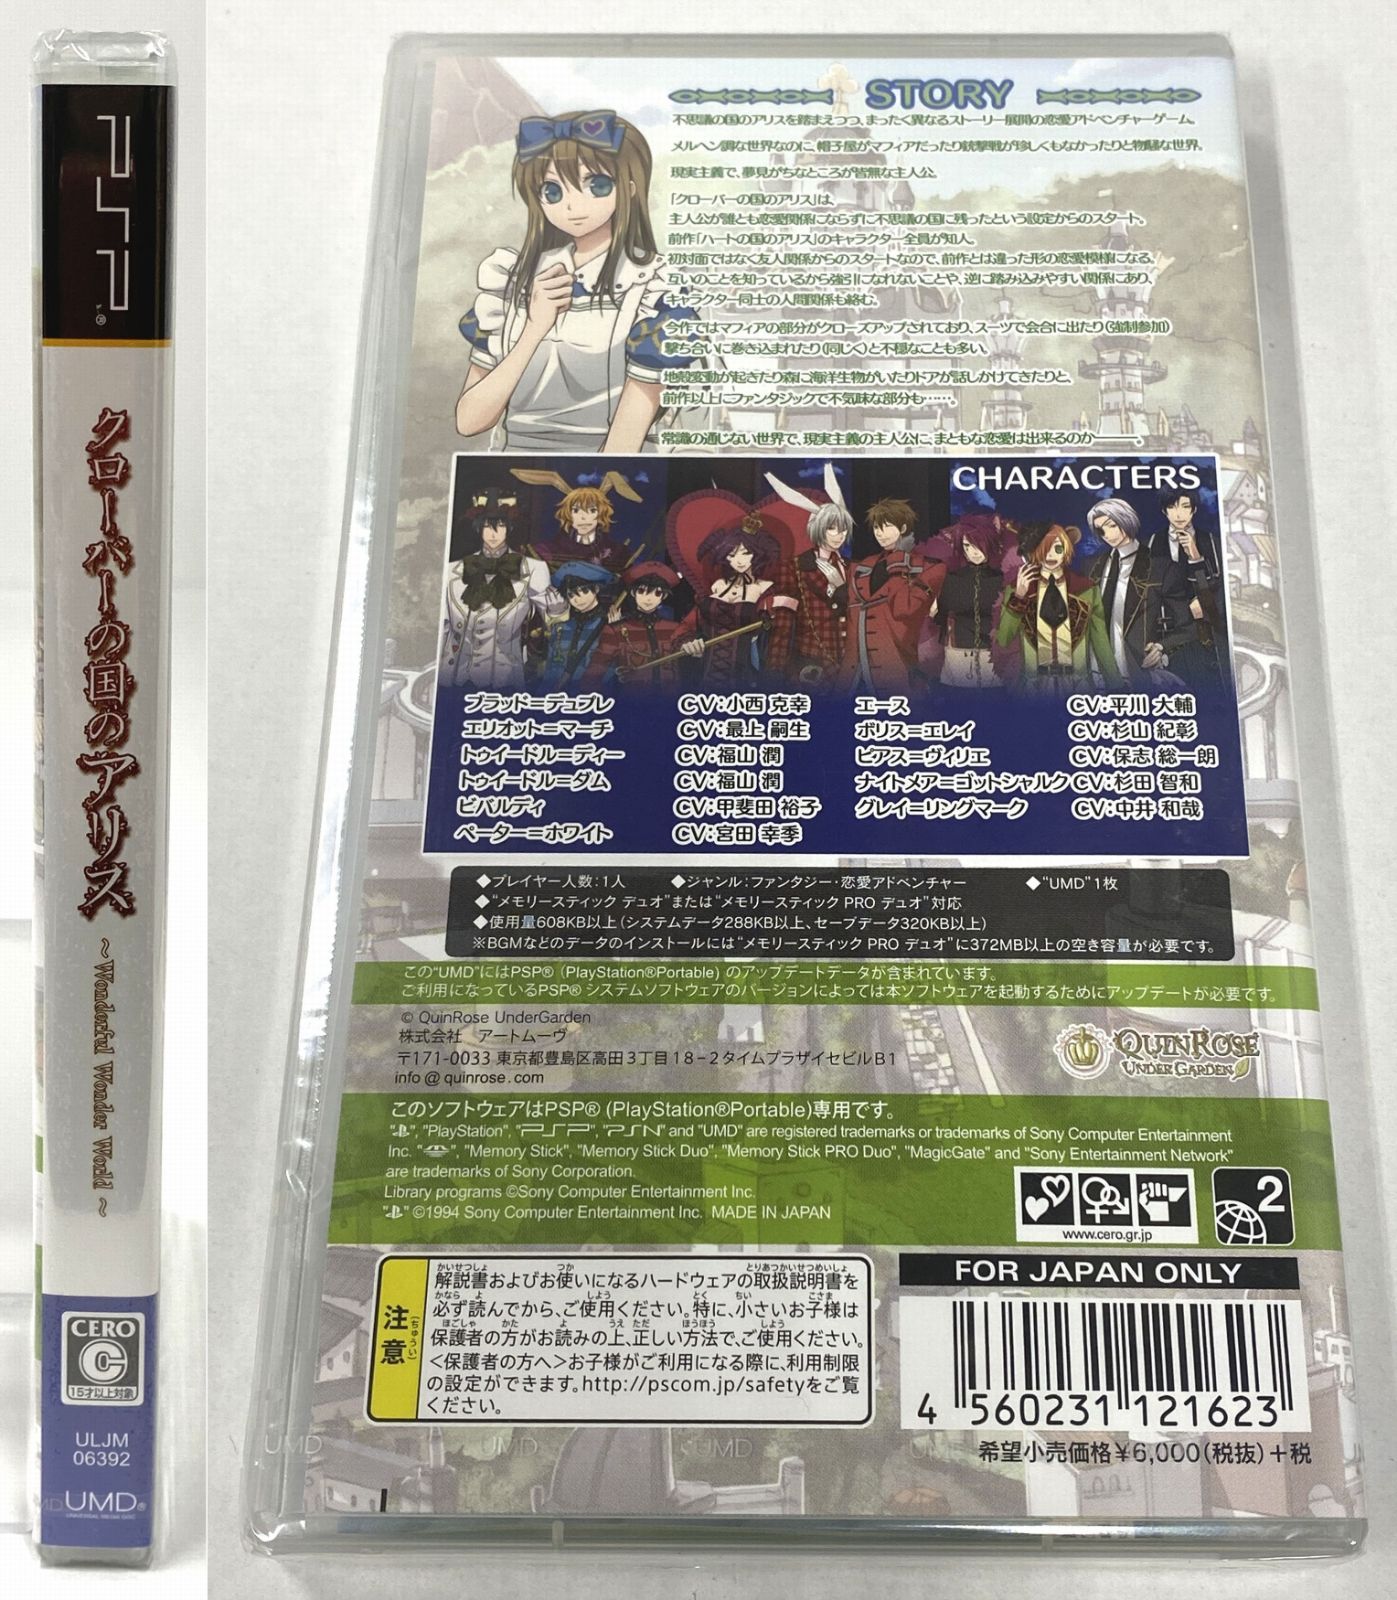 PSP®
クローバーの国のアリス
~Wonderful Wonder World~
CERO
C
15才以上対象
ULJM
06392
UMD®
UNIVERSAL MEDIA DISC
STORY
不思議の国のアリスを踏まえつつ、まったく異なるストーリー展開の恋愛アドベンチャーゲーム。
メルヘン調な世界なのに、帽子屋がマフィアだったり銃撃戦が珍しくもなかったりと物騒な世界。
現実主義で、夢見がちなところが皆無な主人公。
「クローバーの国のアリス」は、
主人公が誰とも恋愛関係にならずに不思議の国に残ったという設定からのスタート。
前作「ハートの国のアリス」のキャラクター全員が知人。
初対面ではなく友人関係からのスタートなので、前作とは違った形の恋愛模様になる。
互いのことを知っているから強引になれないことや、逆に踏み込みやすい関係にあり、
キャラクター同士の人間関係も絡む。
今作ではマフィアの部分がクローズアップされており、スーツで会合に出たり(強制参加)
撃ち合いに巻き込まれたり(同じく)と不穏なことも多い。
地殻変動が起きたり森に海洋生物がいたりドアが話しかけてきたりと、
前作以上にファンタジックで不気味な部分も……。
常識の通じない世界で、現実主義の主人公に、まともな恋愛は出来るのか———。
CHARACTERS
ブラッド=デュプレ CV:小西 克幸 エース CV:平川 大輔
エリオット=マーチ CV:最上 嗣生 ボリス=エレイ CV:杉山 紀彰
トゥイードル=ディー CV:福山 潤 ピアス=ヴィリエ CV:保志 総一朗
トゥイードル=ダム CV:福山 潤 ナイトメア=ゴットシャルク CV:杉田 智和
ビバルディ CV:甲斐田 裕子 グレイ=リングマーク CV:中井 和哉
ペーター=ホワイト CV:宮田 幸季
◆プレイヤー人数:1人 ◆ジャンル:ファンタジー・恋愛アドベンチャー ◆“UMD”1枚
◆“メモリースティック デュオ”または“メモリースティック PRO デュオ”対応
◆使用量608KB以上(システムデータ288KB以上、セーブデータ320KB以上)
※BGMなどのデータのインストールには“メモリースティック PRO デュオ”に372MB以上の空き容量が必要です。
この“UMD”にはPSP® (PlayStation®Portable) のアップデートデータが含まれています。
ご利用になっているPSP® システムソフトウェアのバージョンによっては本ソフトウェアを起動するためにアップデートが必要です。
© QuinRose UnderGarden
株式会社 アートムーヴ
〒171-0033 東京都豊島区高田3丁目18-2タイムプラザイセビルB1
info@quinrose.com
QUINROSE
UNDER GARDEN
このソフトウェアはPSP® (PlayStation®Portable)専用です。
" ", "PlayStation", "PSP", "PSN" and "UMD" are registered trademarks or trademarks of Sony Computer Entertainment
Inc. " ", "Memory Stick", "Memory Stick Duo", "Memory Stick PRO Duo", "MagicGate" and "Sony Entertainment Network"
are trademarks of Sony Corporation.
Library programs ©Sony Computer Entertainment Inc.
" " ©1994 Sony Computer Entertainment Inc. MADE IN JAPAN
www.cero.gr.jp
2
注意
(ちゅうい)
解説書およびお使いになるハードウェアの取扱説明書を
必ず読んでから、ご使用ください。特に、小さいお子様は
保護者の方がお読みの上、正しい方法で、ご使用ください。
<保護者の方へ>お子様がご利用になる際に、利用制限
の設定ができます。http://pscom.jp/safetyをご覧
ください。
FOR JAPAN ONLY
4 560231 121623
希望小売価格¥6,000(税抜)+税
UMD UMD UMD UMD